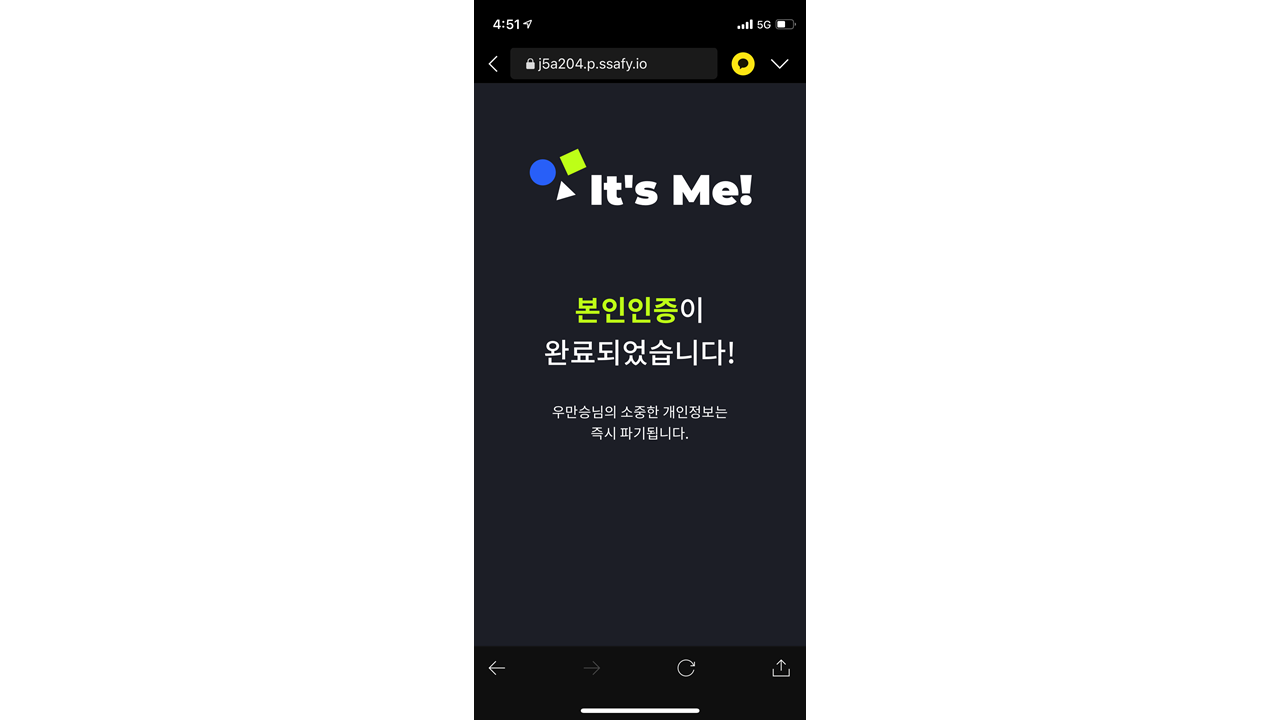 4:51
5G
j5a204.p.ssafy.io
It's Me!
본인인증이
완료되었습니다!
우만승님의 소중한 개인정보는
즉시 파기됩니다.